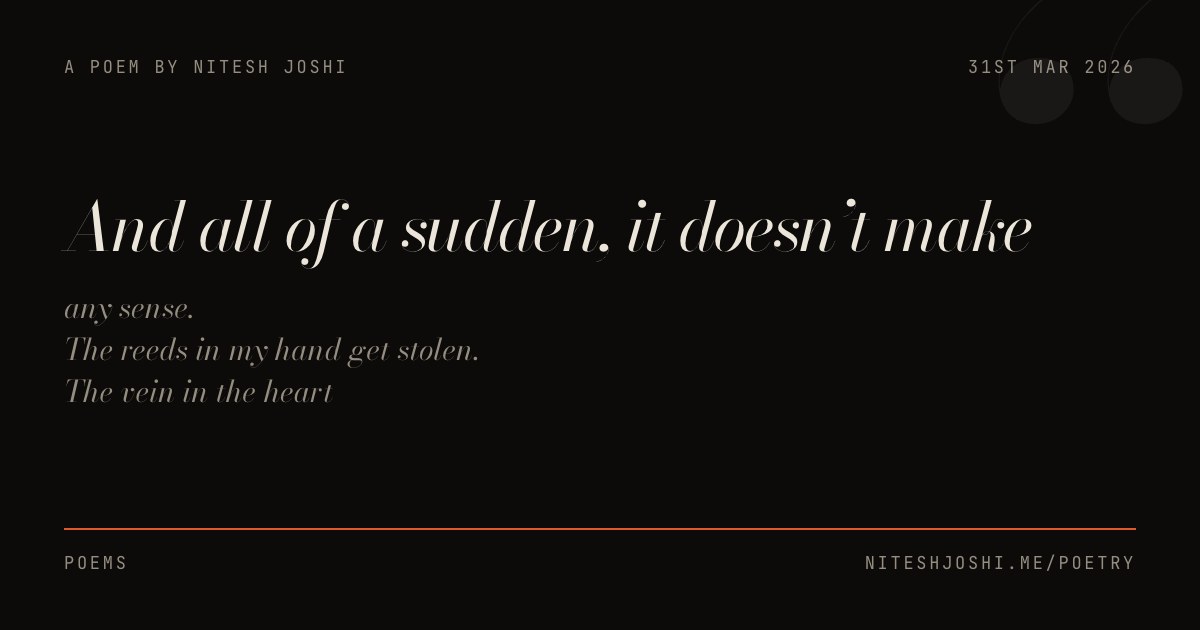 A POEM BY NITESH JOSHI
31ST MAR 2026
And all of a sudden, it doesn’t make
any sense.
The reeds in my hand get stolen.
The vein in the heart
POEMS
NITESHJOSHI.ME/POETRY